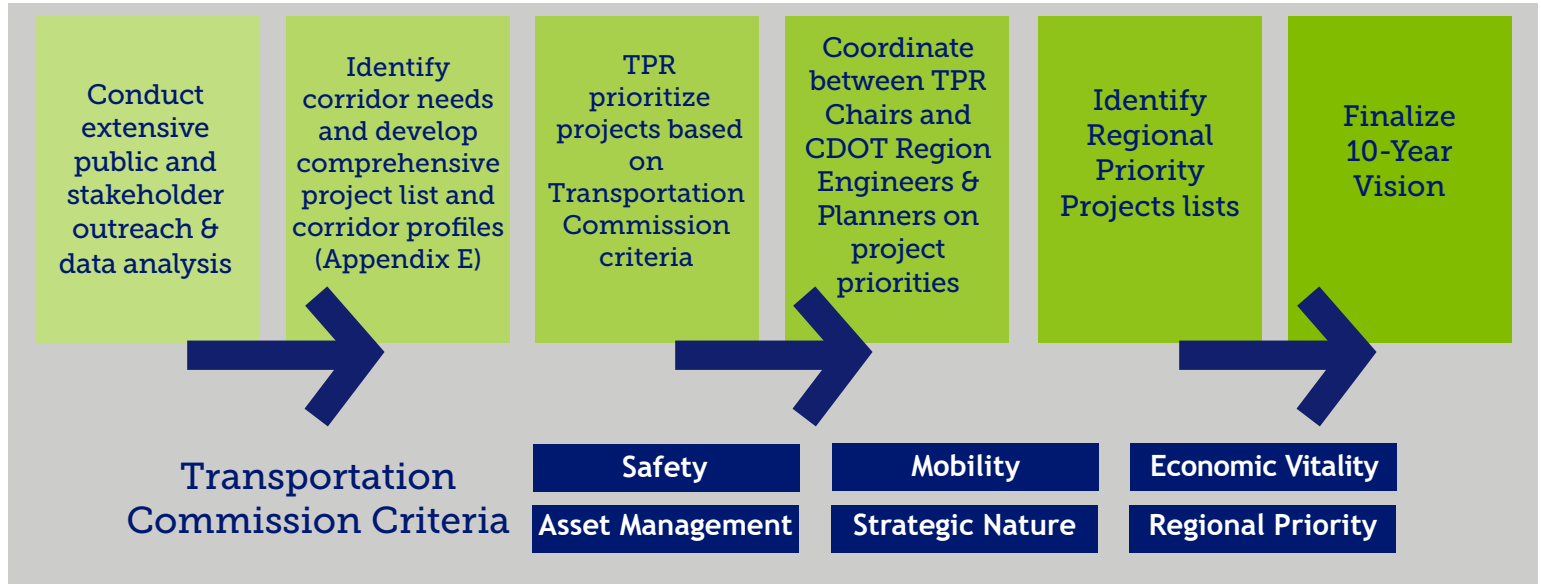 Conduct
extensive
public and
stakeholder
outreach &
data analysis
Identify
corridor needs
and develop
comprehensive
project list and
corridor profiles
(Appendix E)
TPR
prioritize
projects based
on
Transportation
Commission
criteria
Coordinate
between TPR
Chairs and
CDOT Region
Engineers &
Planners on
project
priorities
Identify
Regional
Priority
Projects lists
Finalize
10-Year
Vision
Transportation
Commission Criteria
Safety
Mobility
Economic Vitality
Asset Management
Strategic Nature
Regional Priority